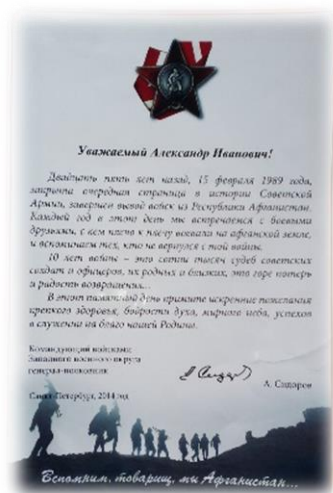 Уважаемый Александр Иванович!
Двадцать пять лет назад, 15 февраля 1989 года,
закрыта очередная страница в истории Советской
Армии, завершен вывод войск из Республики Афганистан.
Каждый год в этот день мы встречаемся с боевыми
друзьями, с кем плечо к плечу воевали на афганской земле,
и вспоминаем тех, кто не вернулся с той войны.
10 лет войны – это сотни тысяч судеб советских
солдат и офицеров, их родных и близких, это горе потерь
и радость возвращения...
В этот памятный день примите искренние пожелания
крепкого здоровья, бодрости духа, мирного неба, успехов
в служении на благо нашей Родины.
Командующий войсками
Западного военного округа
генерал-полковник
А. Сидоров
Санкт-Петербург, 2014 год
Вспомним, товарищ, мы Афганистан...